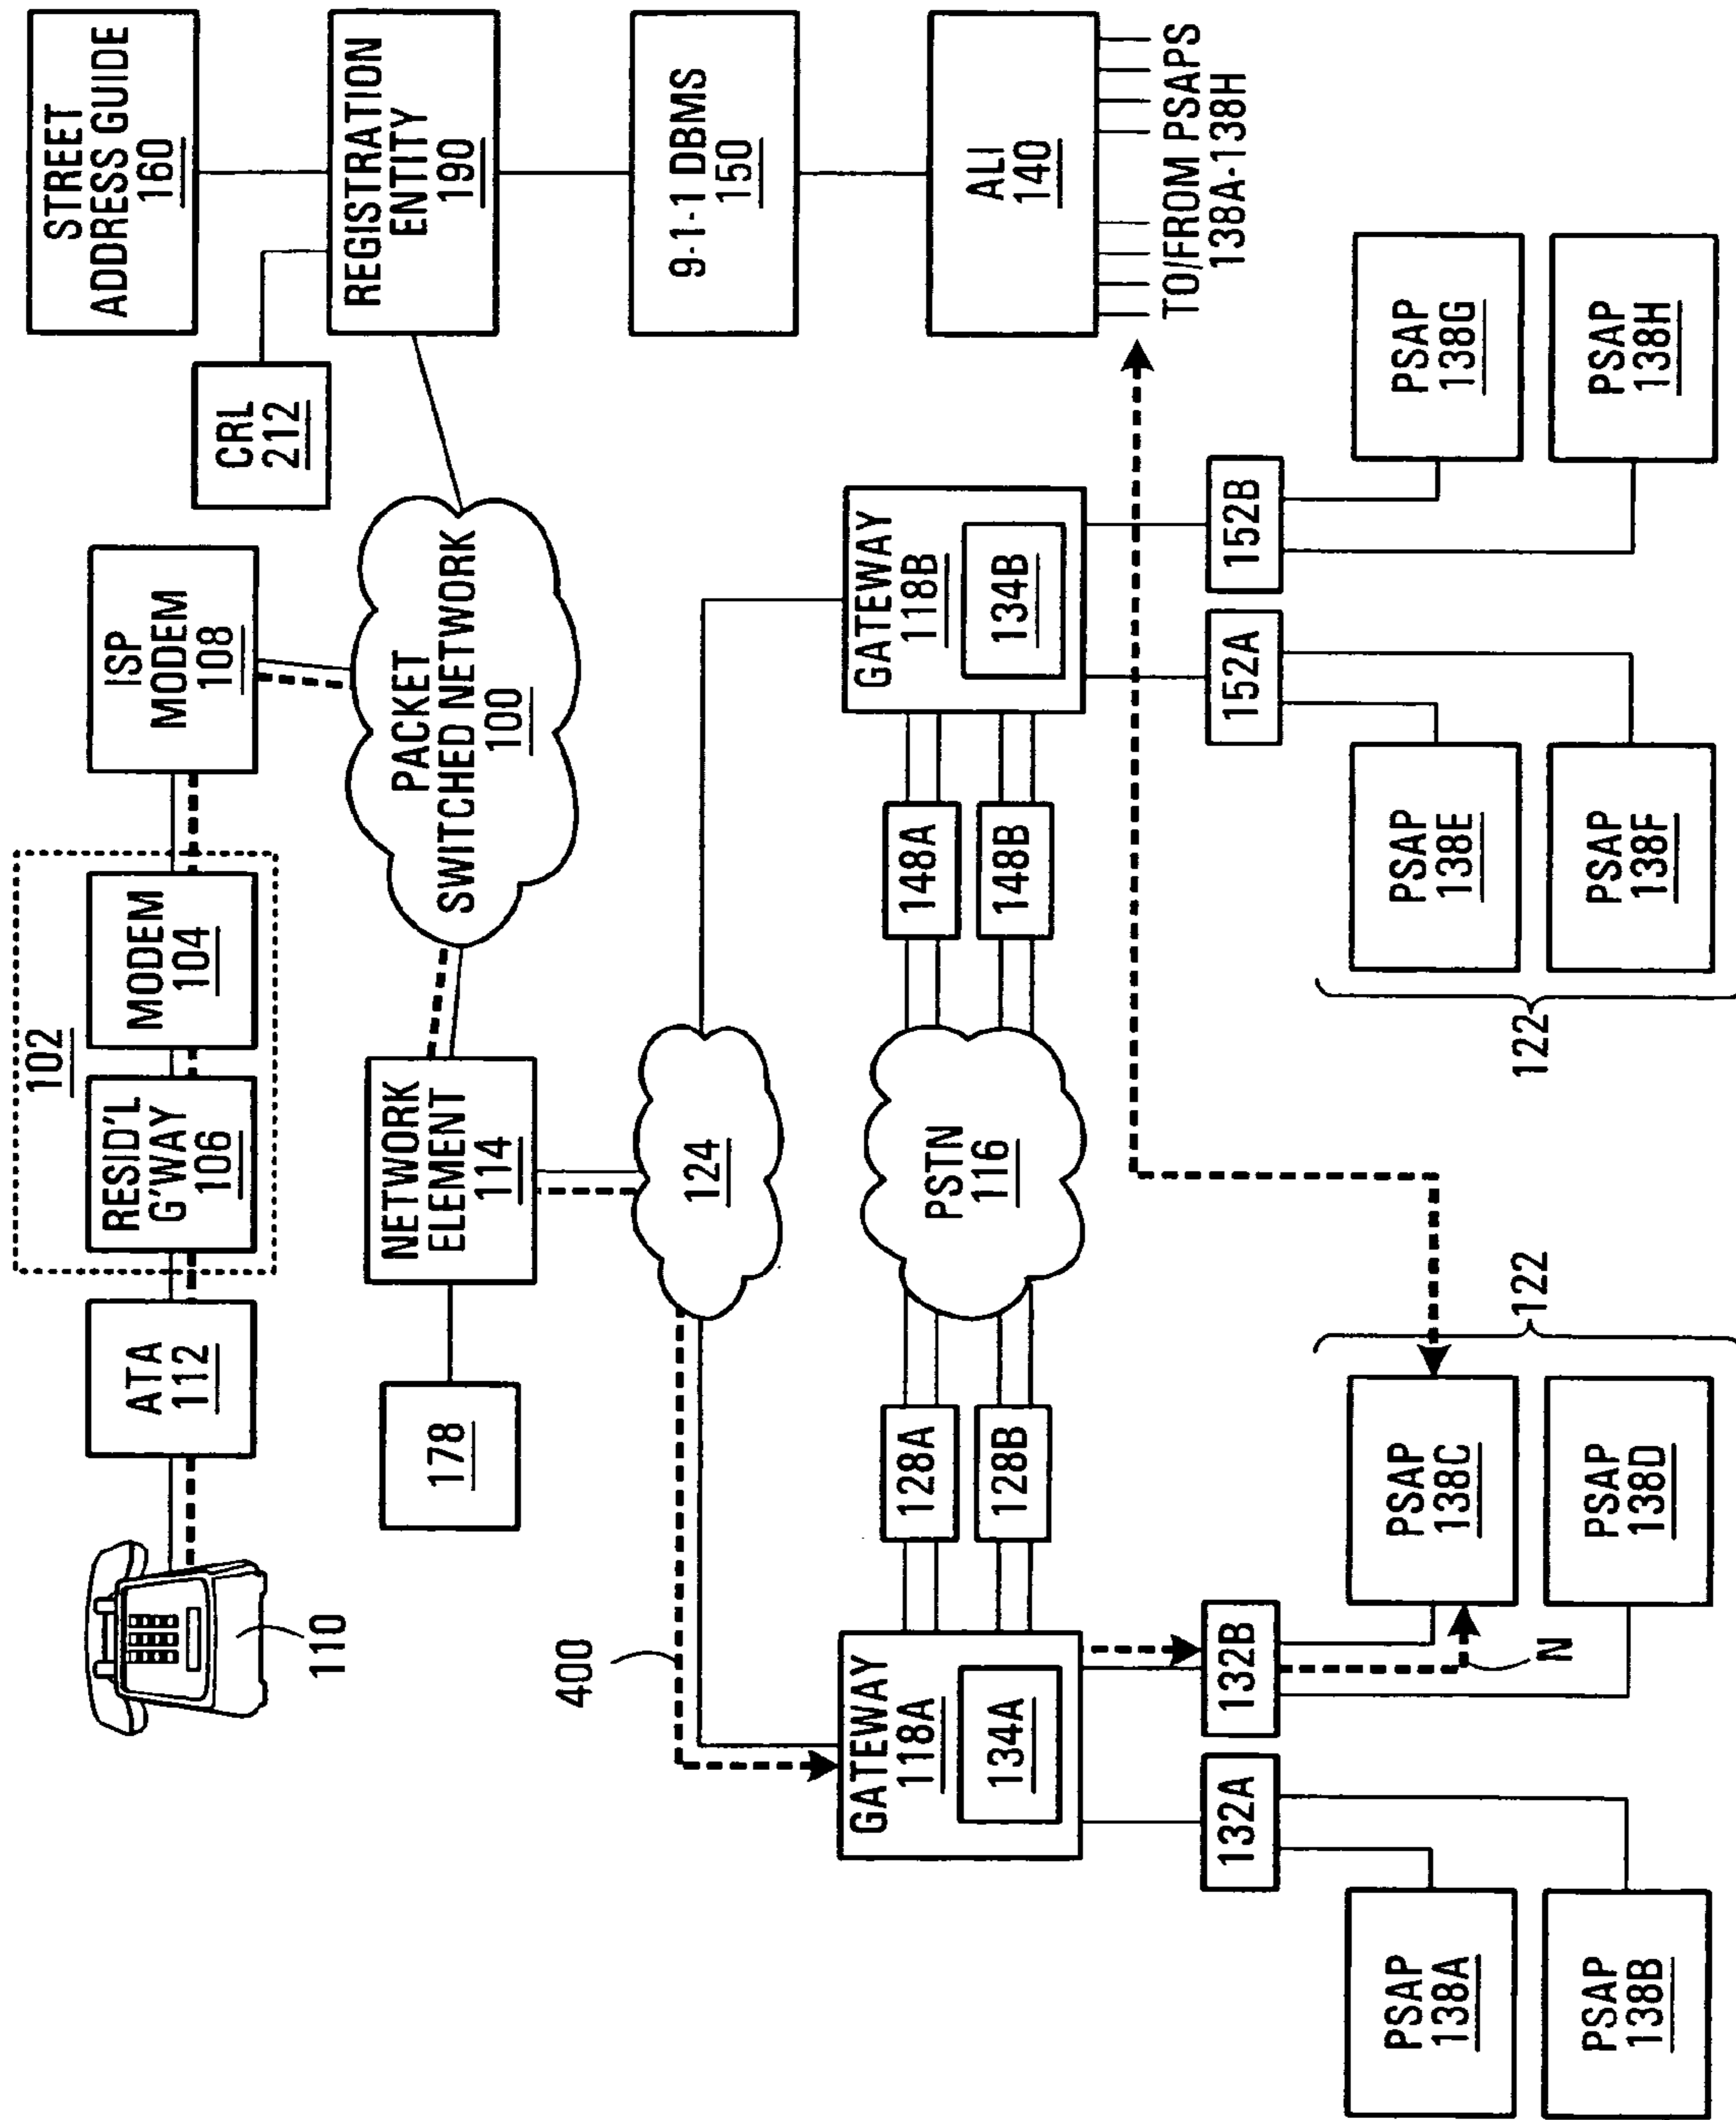 STREET
ADDRESS GUIDE
160
CRL
212
REGISTRATION
ENTITY
190
9-1-1 DBMS
150
ALI
140
TO/FROM PSAPS
138A-138H
102
ATA
112
RESID'L
G'WAY
106
MODEM
104
ISP
MODEM
108
110
PACKET
SWITCHED NETWORK
100
178
NETWORK
ELEMENT
114
400
124
GATEWAY
118A
134A
128A
128B
PSTN
116
148A
148B
GATEWAY
118B
134B
132A
132B
N
152A
152B
PSAP
138A
PSAP
138B
PSAP
138C
PSAP
138D
122
122
PSAP
138E
PSAP
138F
PSAP
138G
PSAP
138H